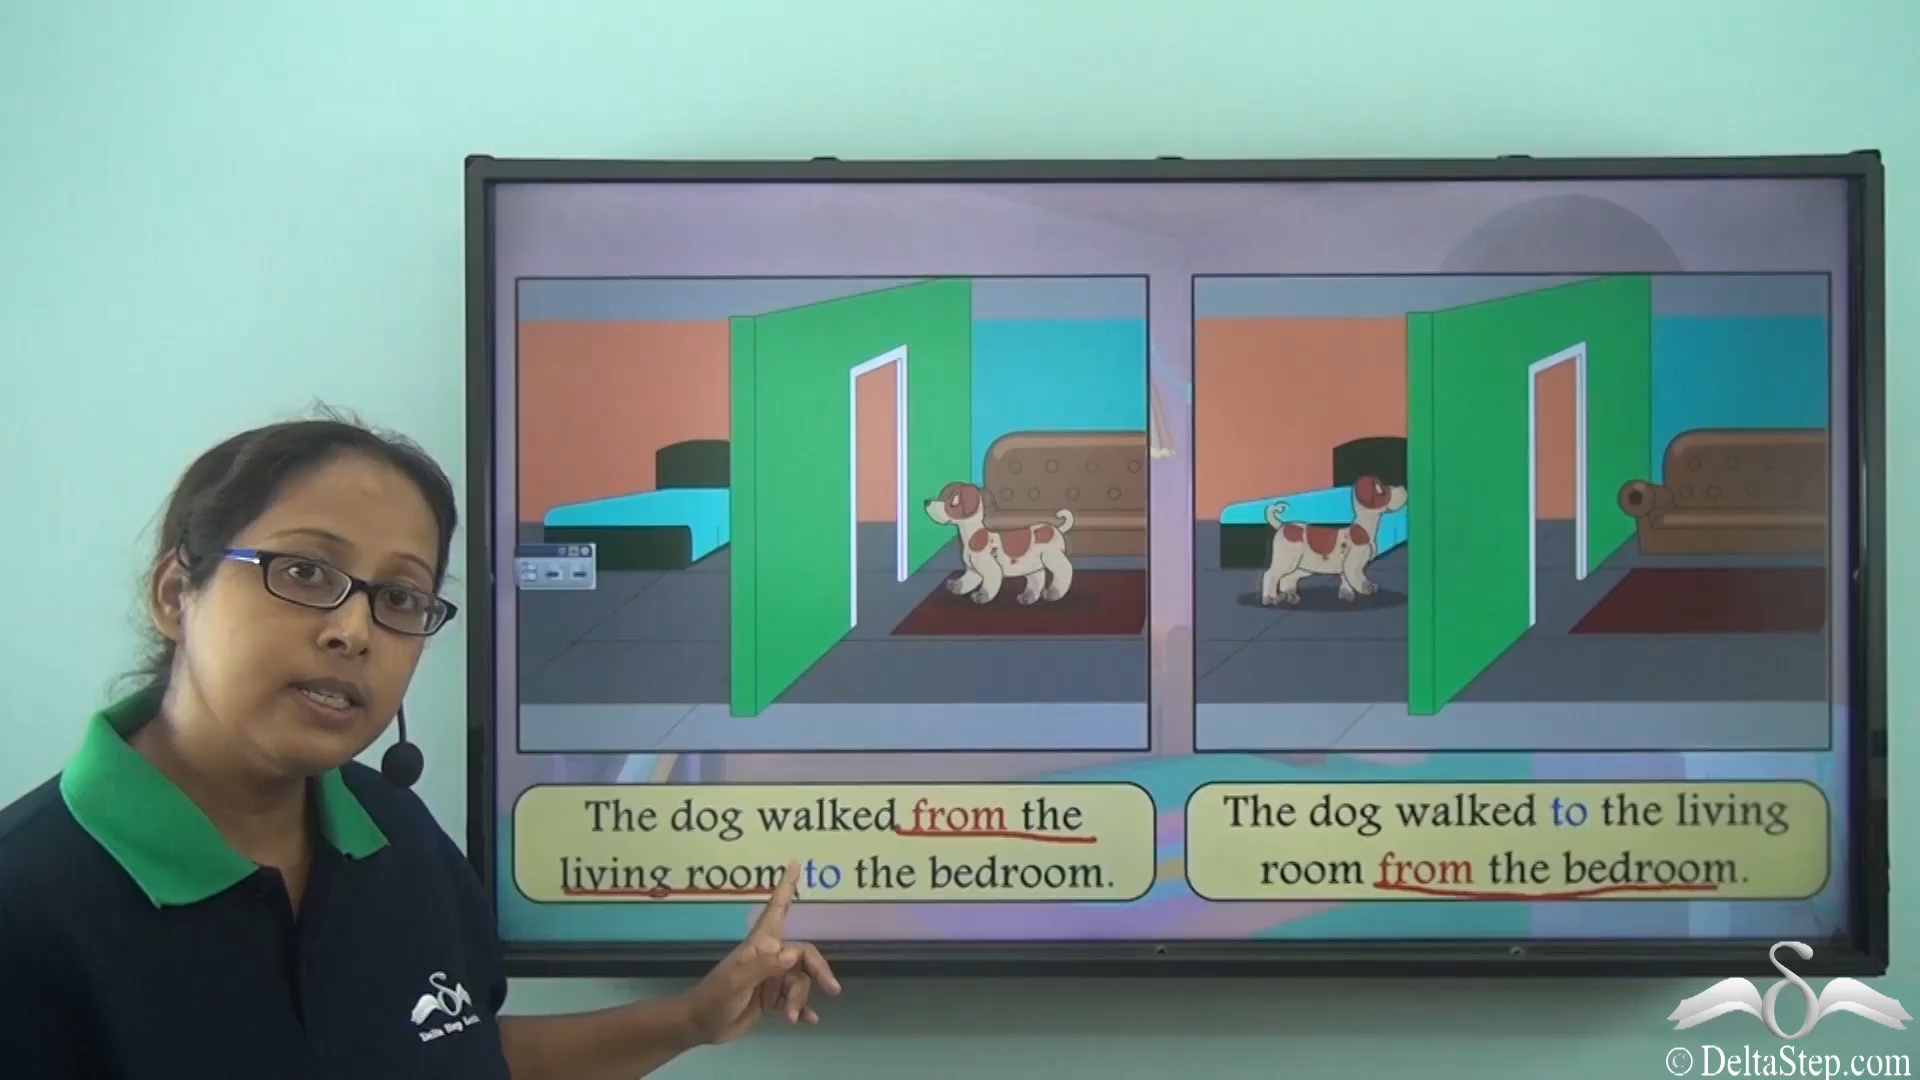 The dog walked from the
living room to the bedroom.
The dog walked to the living
room from the bedroom.
© DeltaStep.com